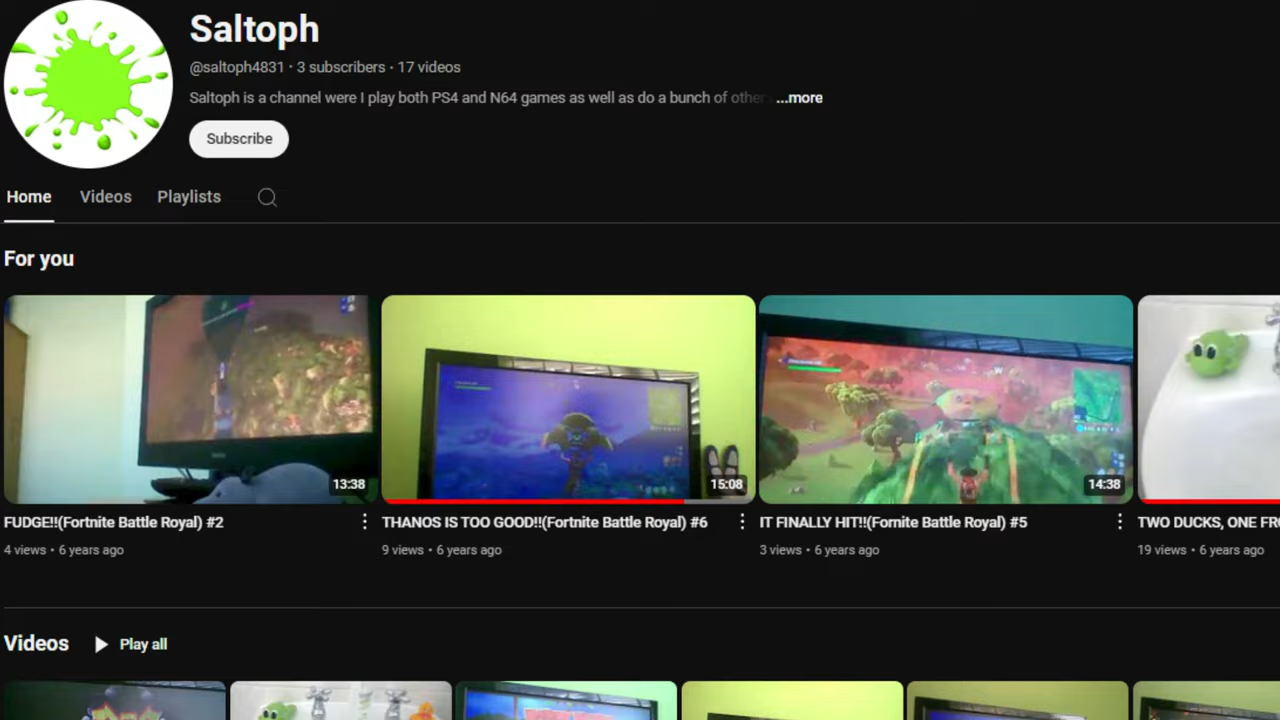 Saltoph
@saltoph4831 · 3 subscribers · 17 videos
Saltoph is a channel were I play both PS4 and N64 games as well as do a bunch of other ...more
Subscribe
Home Videos Playlists
For you
13:38 15:08 14:38
FUDGE!!(Fortnite Battle Royal) #2 THANOS IS TOO GOOD!!(Fortnite Battle Royal) #6 IT FINALLY HIT!!(Fornite Battle Royal) #5 TWO DUCKS, ONE FR
4 views • 6 years ago 9 views • 6 years ago 3 views • 6 years ago 19 views • 6 years ago
Videos Play all